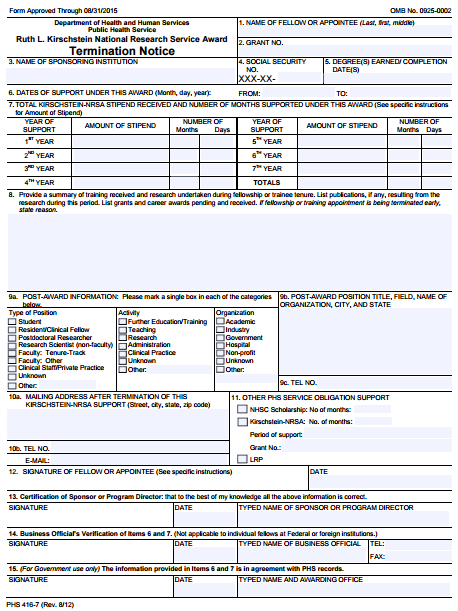 Form Approved Through 08/31/2015 OMB No. 0925-0002
Department of Health and Human Services
Public Health Service
Ruth L. Kirschstein National Research Service Award
Termination Notice
1. NAME OF FELLOW OR APPOINTEE (Last, first, middle)
2. GRANT NO.
3. NAME OF SPONSORING INSTITUTION
4. SOCIAL SECURITY NO.
XXX-XX-
5. DEGREE(S) EARNED/ COMPLETION DATE(S)
6. DATES OF SUPPORT UNDER THIS AWARD (Month, day, year): FROM: TO:
7. TOTAL KIRSCHSTEIN-NRSA STIPEND RECEIVED AND NUMBER OF MONTHS SUPPORTED UNDER THIS AWARD (See specific instructions
for Amount of Stipend)
YEAR OF SUPPORT AMOUNT OF STIPEND NUMBER OF Months Days YEAR OF SUPPORT AMOUNT OF STIPEND NUMBER OF Months Days
1ST YEAR 5TH YEAR
2ND YEAR 6TH YEAR
3RD YEAR 7TH YEAR
4TH YEAR TOTALS
8. Provide a summary of training received and research undertaken during fellowship or trainee tenure. List publications, if any, resulting from the
research during this period. List grants and career awards pending and received. If fellowship or training appointment is being terminated early,
state reason.
9a. POST-AWARD INFORMATION: Please mark a single box in each of the categories
below.
Type of Position
Student
Resident/Clinical Fellow
Postdoctoral Researcher
Research Scientist (non-faculty)
Faculty: Tenure-Track
Faculty: Other
Clinical Staff/Private Practice
Unknown
Other:
Activity
Further Education/Training
Teaching
Research
Administration
Clinical Practice
Unknown
Other:
Organization
Academic
Industry
Government
Hospital
Non-profit
Unknown
Other:
9b. POST-AWARD POSITION TITLE, FIELD, NAME OF
ORGANIZATION, CITY, AND STATE
9c. TEL NO.
10a. MAILING ADDRESS AFTER TERMINATION OF THIS
KIRSCHSTEIN-NRSA SUPPORT (Street, city, state, zip code)
10b. TEL NO.
E-MAIL:
11. OTHER PHS SERVICE OBLIGATION SUPPORT
NHSC Scholarship: No of months:
Kirschstein-NRSA: No. of months:
Period of support:
Grant No.:
LRP
12. SIGNATURE OF FELLOW OR APPOINTEE (See specific instructions) DATE
13. Certification of Sponsor or Program Director: that to the best of my knowledge all the above information is correct.
SIGNATURE DATE TYPED NAME OF SPONSOR OR PROGRAM DIRECTOR
14. Business Official's Verification of Items 6 and 7. (Not applicable to individual fellows at Federal or foreign institutions.)
SIGNATURE DATE TYPED NAME OF BUSINESS OFFICIAL TEL:
FAX:
15. (For Government use only) The information provided in Items 6 and 7 is in agreement with PHS records.
SIGNATURE DATE TYPED NAME AND AWARDING OFFICE
PHS 416-7 (Rev. 8/12)